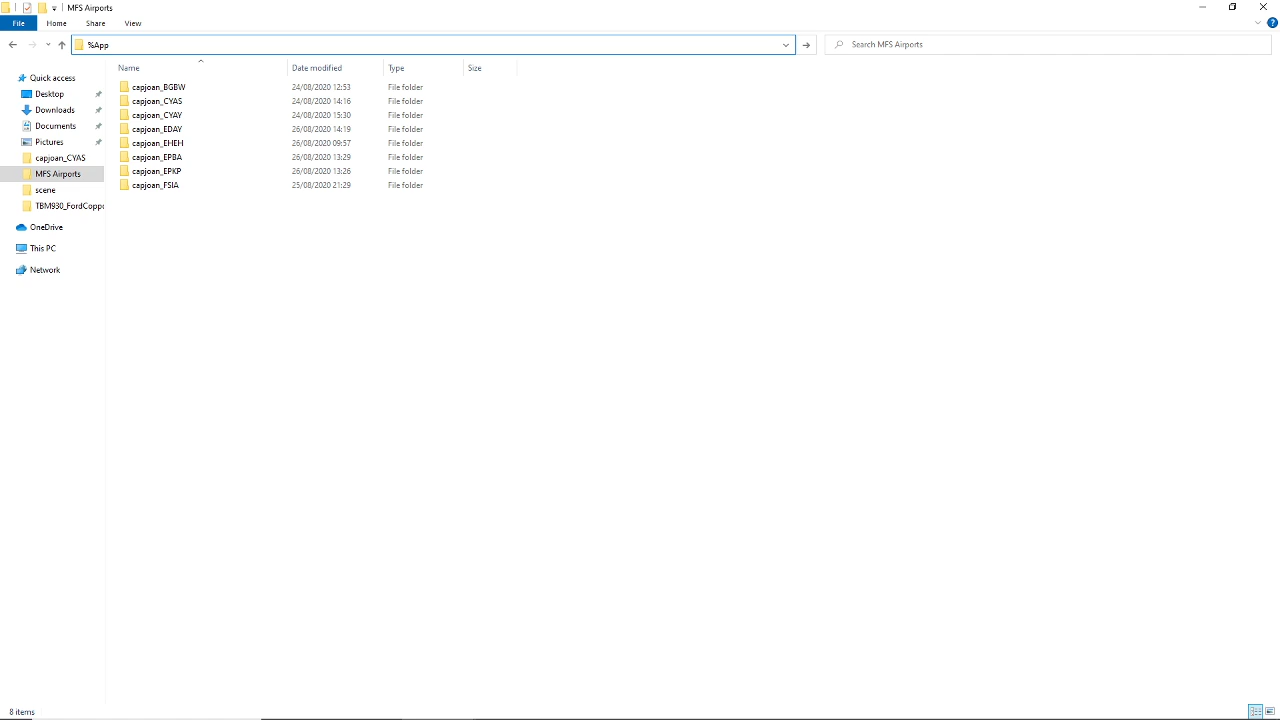 MFS Airports
File Home Share View
%App
Search MFS Airports
Name Date modified Type Size
Quick access
Desktop
Downloads
Documents
Pictures
capjoan_CYAS
MFS Airports
scene
TBM930_FordCoppo
OneDrive
This PC
Network
capjoan_BGBW 24/08/2020 12:53 File folder
capjoan_CYAS 24/08/2020 14:16 File folder
capjoan_CYAY 24/08/2020 15:30 File folder
capjoan_EDAY 26/08/2020 14:19 File folder
capjoan_EHEH 26/08/2020 09:57 File folder
capjoan_EPBA 26/08/2020 13:29 File folder
capjoan_EPKP 26/08/2020 13:26 File folder
capjoan_FSIA 25/08/2020 21:29 File folder
8 items